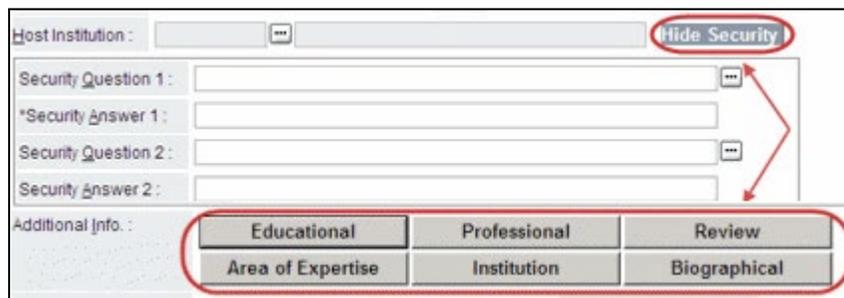 Host Institution : ... Hide Security
Security Question 1 : ...
*Security Answer 1 :
Security Question 2 : ...
Security Answer 2 :
Additional Info. : Educational Professional Review
Area of Expertise Institution Biographical